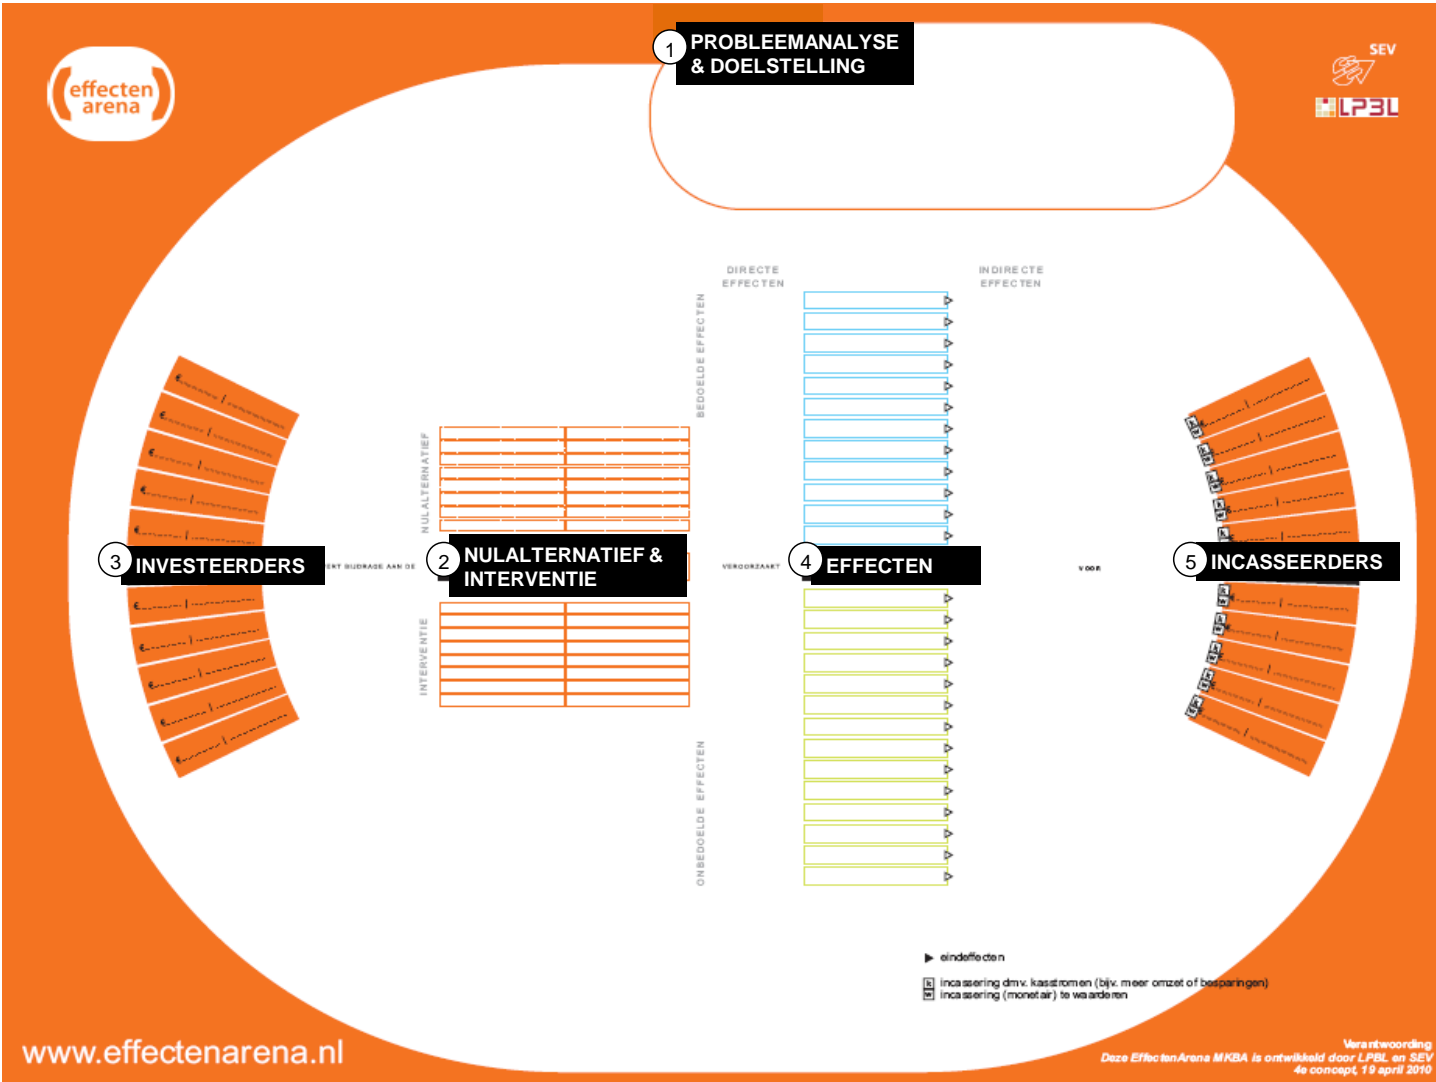 effecten
arena
1 PROBLEEMANALYSE
& DOELSTELLING
SEV
LPBL
DIRECTE
EFFECTEN
INDIRECTE
EFFECTEN
BEDOELDE EFFECTEN
NULALTERNATIEF
3 INVESTEERDERS
BIJDRAGE AAN DE
2 NULALTERNATIEF &
INTERVENTIE
VEROORZAAKT
4 EFFECTEN
VOOR
5 INCASSEERDERS
INTERVENTIE
ONBEDOELDE EFFECTEN
eindeffecten
k incassering dmv. kasstromen (bijv. meer omzet of besparingen)
w incassering (monetair) te waarderen
www.effectenarena.nl
Verantwoording
Deze EffectenArena MKBA is ontwikkeld door LPBL en SEV
4e concept, 19 april 2010